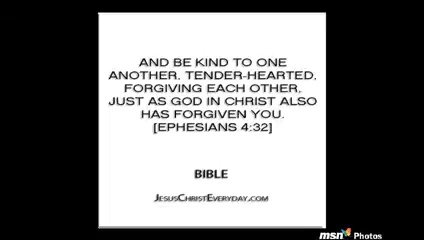 AND BE KIND TO ONE
ANOTHER, TENDER-HEARTED,
FORGIVING EACH OTHER,
JUST AS GOD IN CHRIST ALSO
HAS FORGIVEN YOU.
[EPHESIANS 4:32]
BIBLE
JESUSCHRISTEVERYDAY.COM
msn Photos